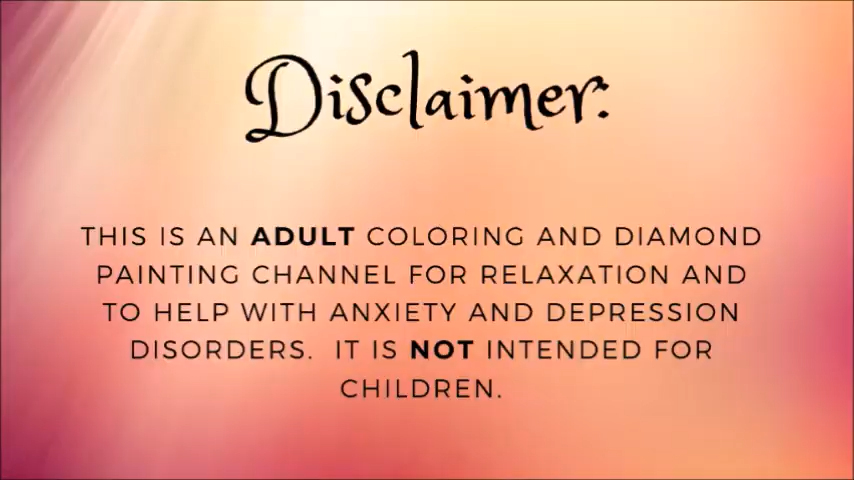 Disclaimer:
THIS IS AN ADULT COLORING AND DIAMOND
PAINTING CHANNEL FOR RELAXATION AND
TO HELP WITH ANXIETY AND DEPRESSION
DISORDERS.  IT IS NOT INTENDED FOR
CHILDREN.